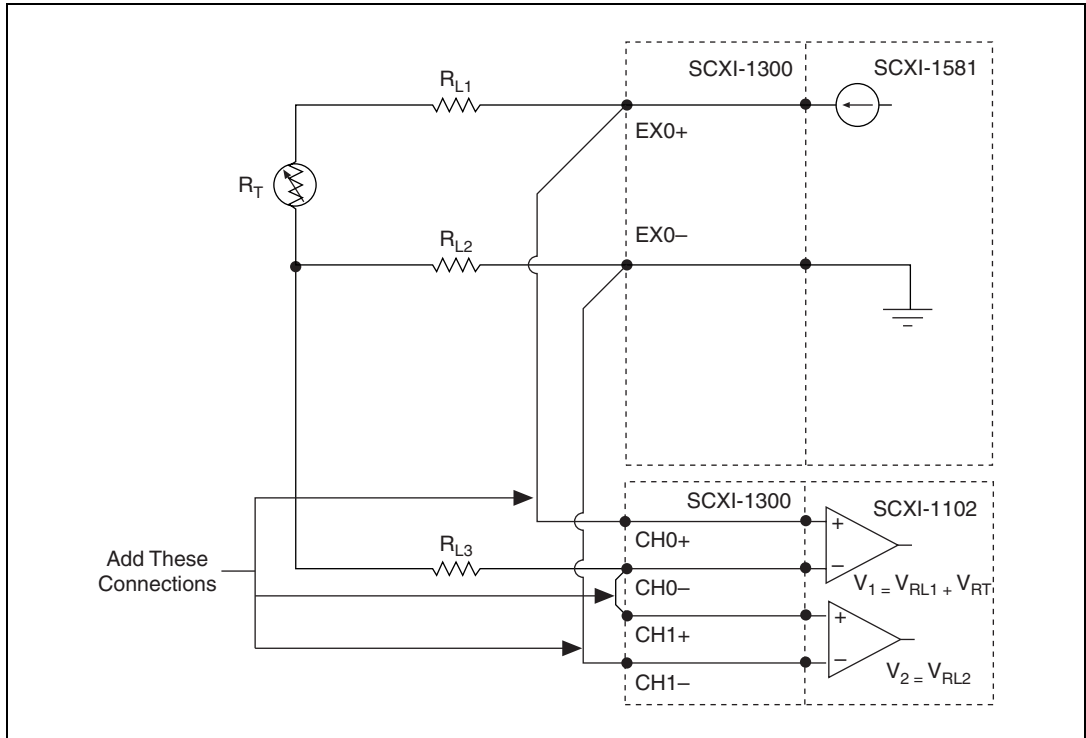 SCXI-1300
SCXI-1581
RL1
EX0+
RT
RL2
EX0–
SCXI-1300
SCXI-1102
CH0+
+
Add These
Connections
RL3
CH0–
–
V1 = VRL1 + VRT
CH1+
+
–
CH1–
V2 = VRL2